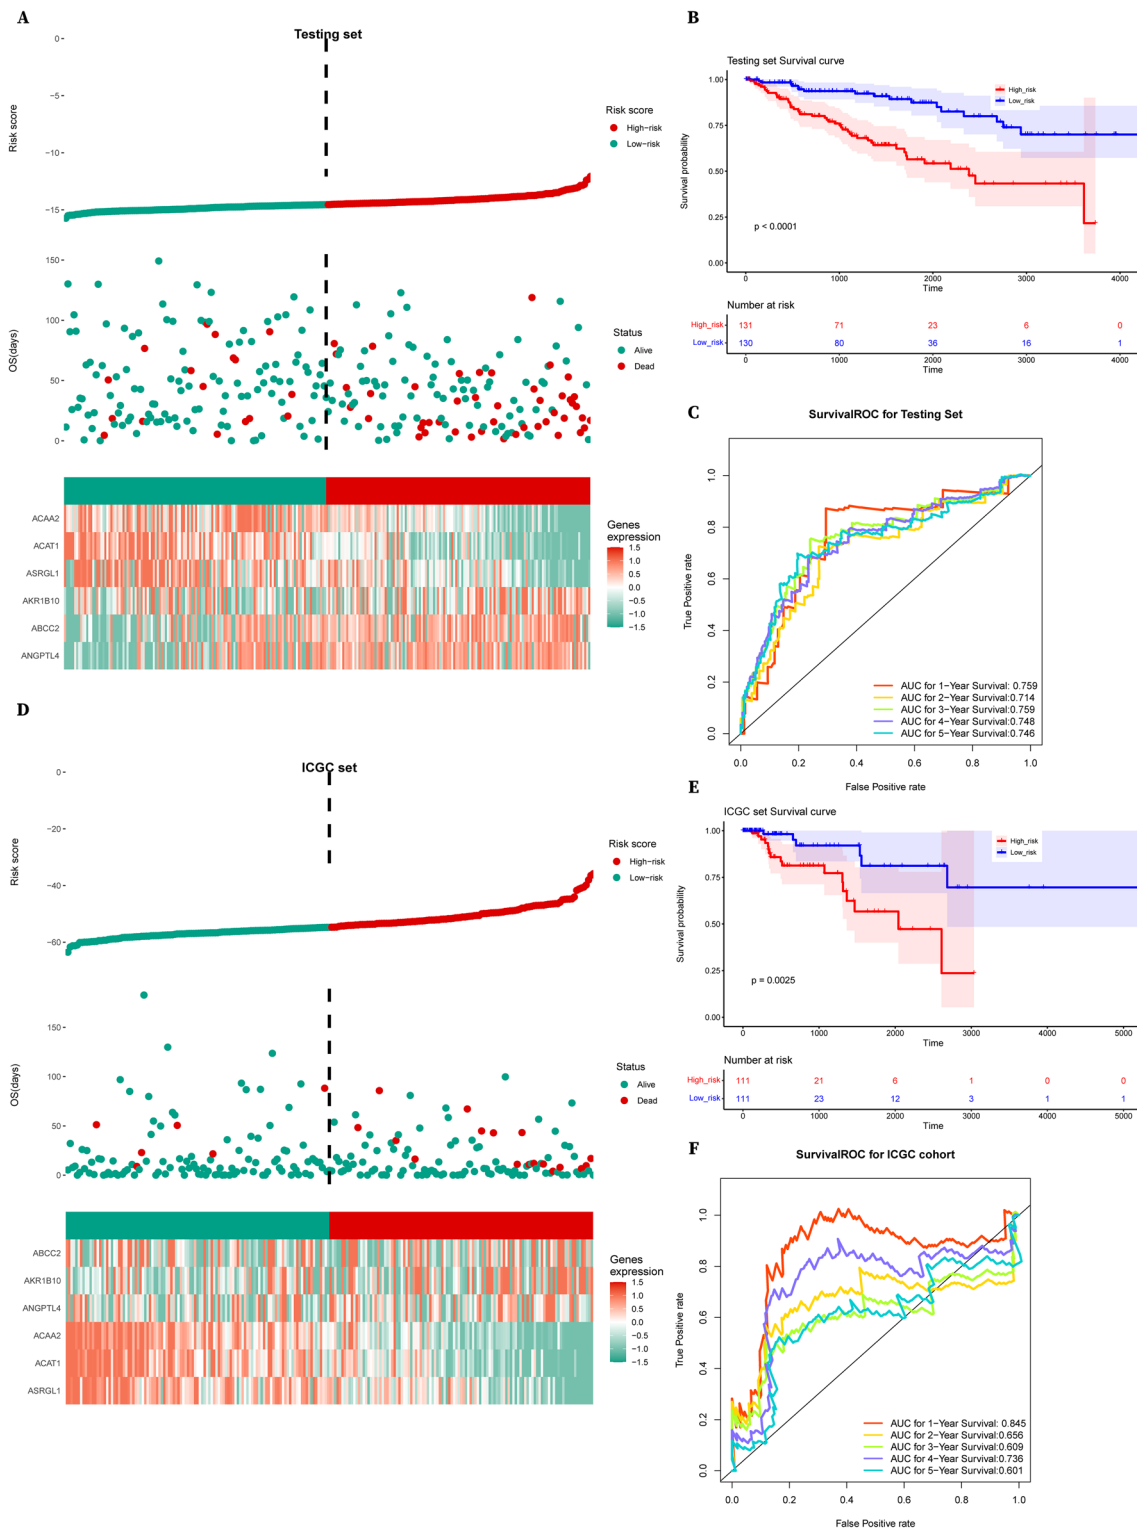 A
Testing set
0
−5
−10
−15
Risk score
Risk score
High−risk
Low−risk
150
100
50
0
OS(days)
Status
Alive
Dead
ACAA2
ACAT1
ASRGL1
AKR1B10
ABCC2
ANGPTL4
Genes
expression
1.5
1.0
0.5
0.0
−0.5
−1.0
−1.5
B
Testing set Survival curve
1.00
0.75
0.50
0.25
0.00
Survival probability
High_risk
Low_risk
p < 0.0001
0 1000 2000 3000 4000
Time
Number at risk
High_risk 131 71 23 6 0
Low_risk 130 80 36 16 1
0 1000 2000 3000 4000
Time
C
SurvivalROC for Testing Set
1.0
0.8
0.6
0.4
0.2
0.0
True Positive rate
AUC for 1−Year Survival: 0.759
AUC for 2−Year Survival:0.714
AUC for 3−Year Survival:0.759
AUC for 4−Year Survival:0.748
AUC for 5−Year Survival:0.746
0.0 0.2 0.4 0.6 0.8 1.0
False Positive rate
D
ICGC set
0
−20
−40
−60
Risk score
Risk score
High−risk
Low−risk
150
100
50
0
OS(days)
Status
Alive
Dead
ABCC2
AKR1B10
ANGPTL4
ACAA2
ACAT1
ASRGL1
Genes
expression
1.5
1.0
0.5
0.0
−0.5
−1.0
−1.5
E
ICGC set Survival curve
1.00
0.75
0.50
0.25
0.00
Survival probability
High_risk
Low_risk
p = 0.0025
0 1000 2000 3000 4000 5000
Time
Number at risk
High_risk 111 21 6 1 0 0
Low_risk 111 23 12 3 1 1
0 1000 2000 3000 4000 5000
Time
F
SurvivalROC for ICGC cohort
1.0
0.8
0.6
0.4
0.2
0.0
True Positive rate
AUC for 1−Year Survival: 0.845
AUC for 2−Year Survival:0.656
AUC for 3−Year Survival:0.609
AUC for 4−Year Survival:0.736
AUC for 5−Year Survival:0.601
0.0 0.2 0.4 0.6 0.8 1.0
False Positive rate